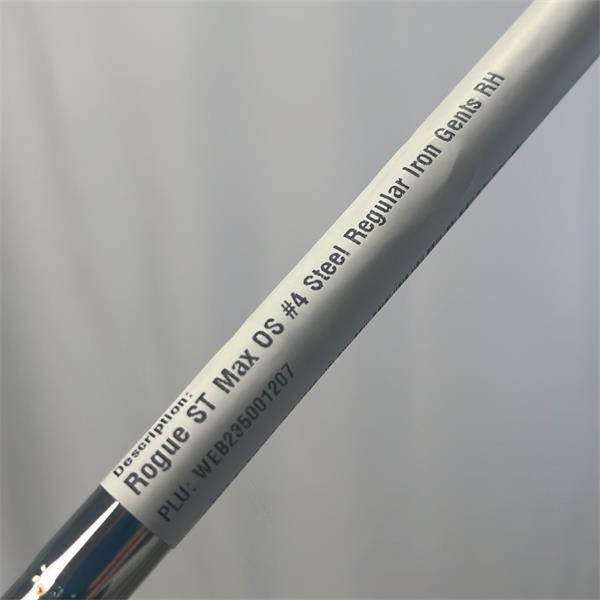 Description:
Rogue ST Max OS #4 Steel Regular Iron Gents RH
PLU: WEB235001207